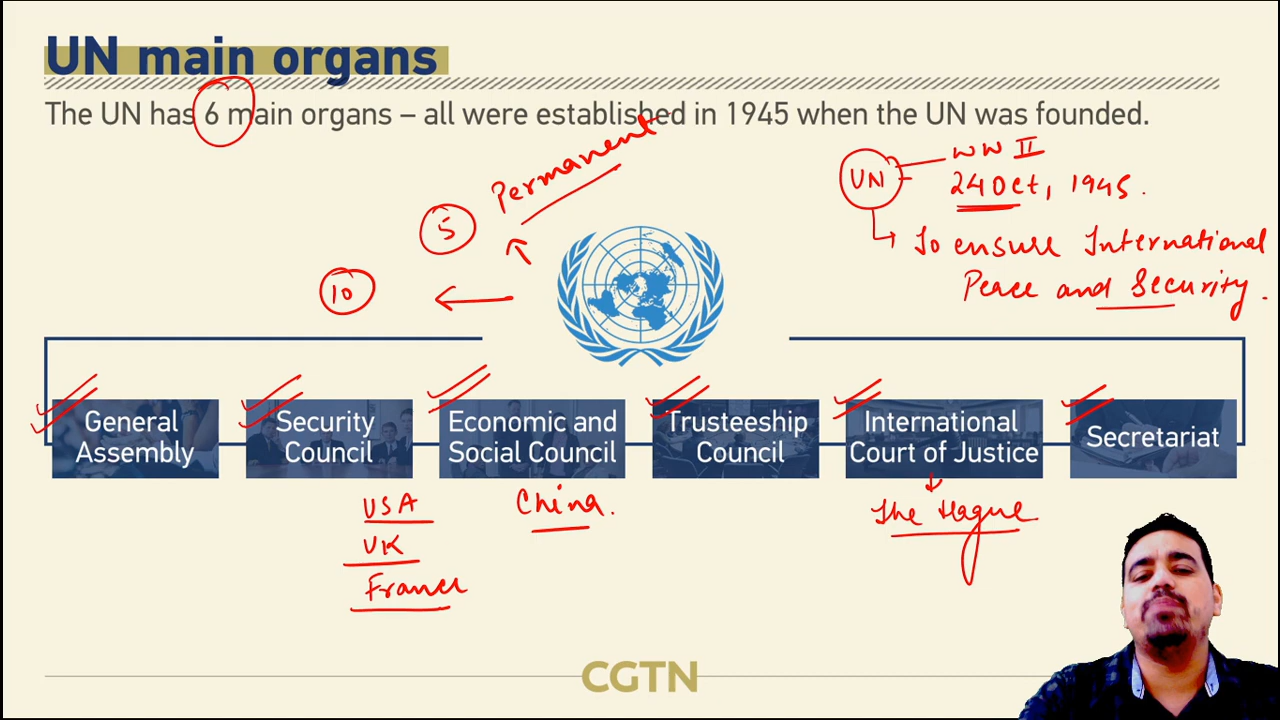 UN main organs
The UN has 6 main organs – all were established in 1945 when the UN was founded.
Permanent
5
10
UN
WW II
24 Oct, 1945.
To ensure International
Peace and Security.
General
Assembly
Security
Council
Economic and
Social Council
Trusteeship
Council
International
Court of Justice
Secretariat
USA
UK
France
China.
The Hague
CGTN